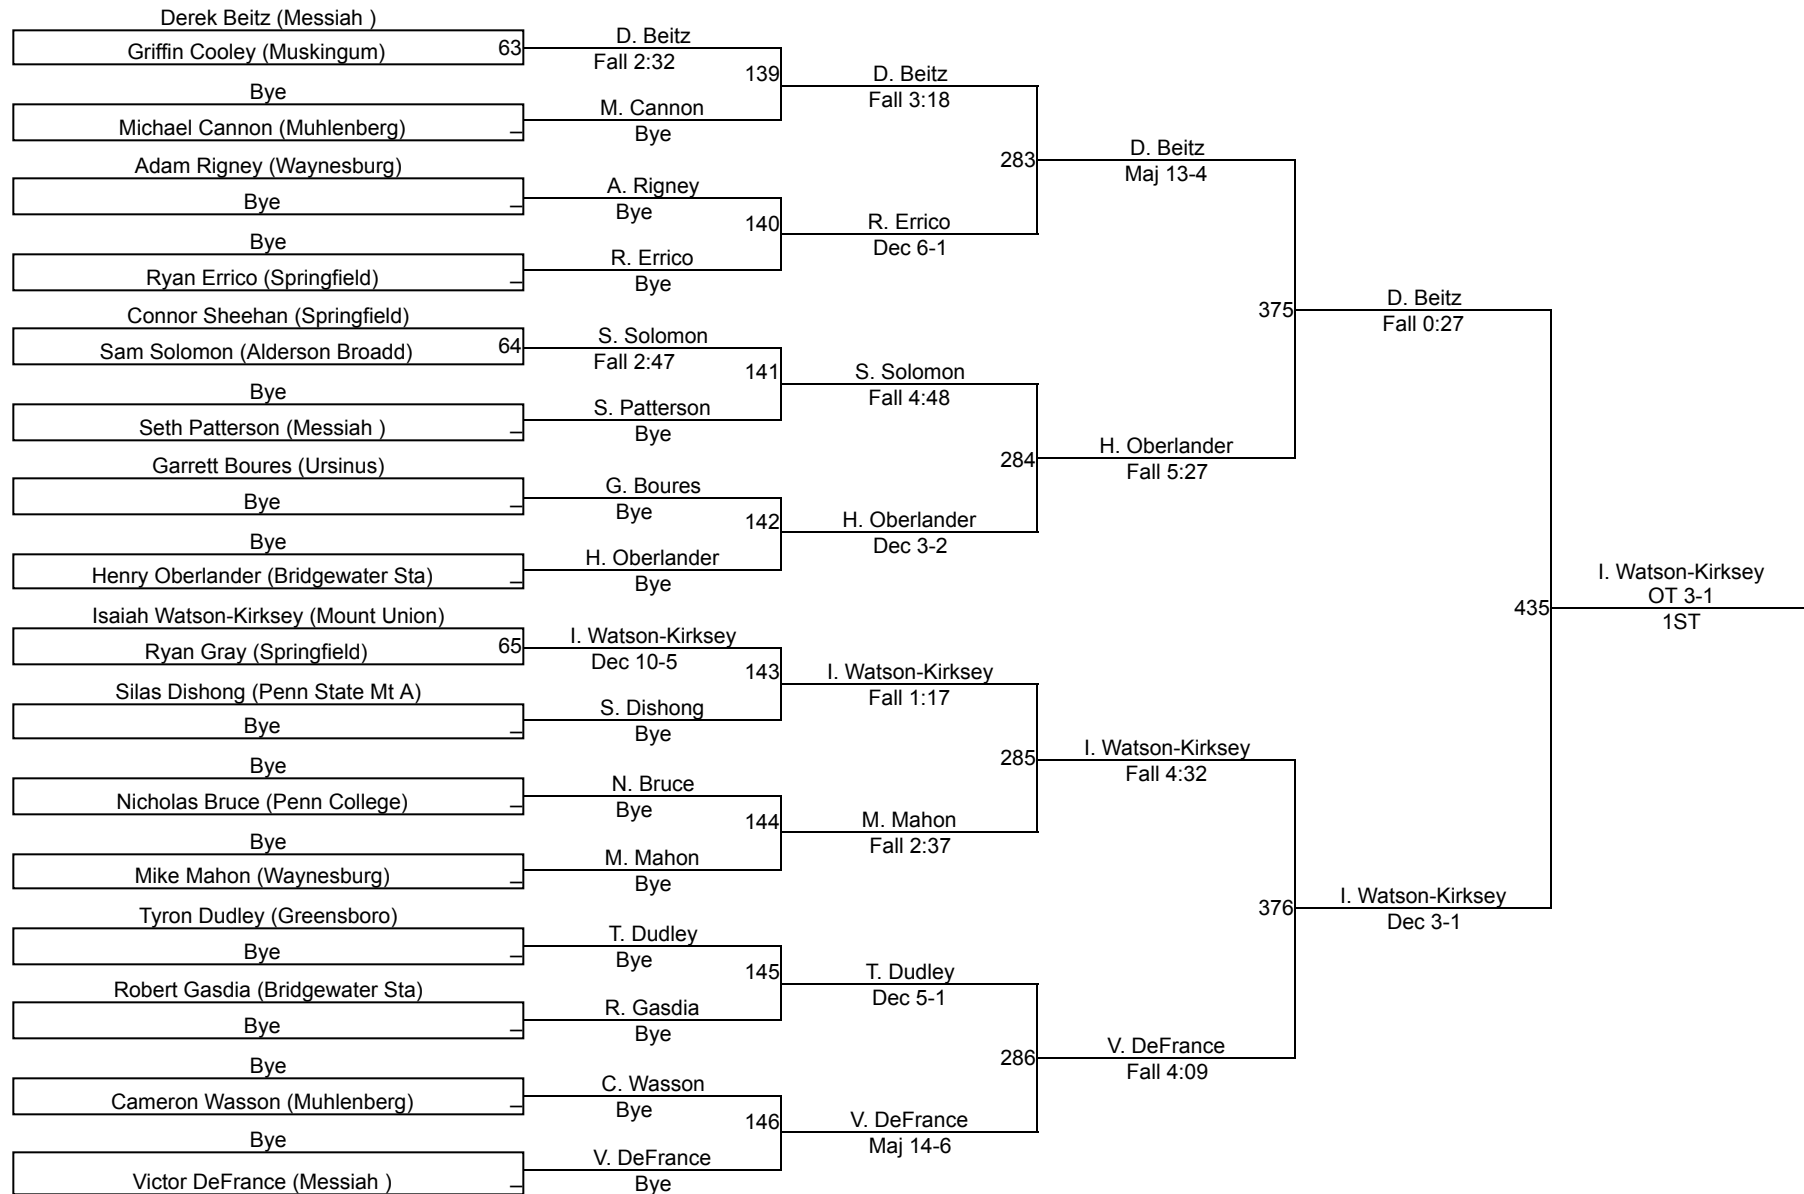 Derek Beitz (Messiah )
Griffin Cooley (Muskingum) 63
Bye
Michael Cannon (Muhlenberg) _
Adam Rigney (Waynesburg)
Bye _
Bye
Ryan Errico (Springfield) _
Connor Sheehan (Springfield)
Sam Solomon (Alderson Broadd) 64
Bye
Seth Patterson (Messiah ) _
Garrett Boures (Ursinus)
Bye _
Bye
Henry Oberlander (Bridgewater Sta) _
Isaiah Watson-Kirksey (Mount Union)
Ryan Gray (Springfield) 65
Silas Dishong (Penn State Mt A)
Bye _
Bye
Nicholas Bruce (Penn College) _
Bye
Mike Mahon (Waynesburg) _
Tyron Dudley (Greensboro)
Bye _
Robert Gasdia (Bridgewater Sta)
Bye _
Bye
Cameron Wasson (Muhlenberg) _
Bye
Victor DeFrance (Messiah ) _
D. Beitz
Fall 2:32
139
M. Cannon
Bye
A. Rigney
Bye
140
R. Errico
Bye
S. Solomon
Fall 2:47
141
S. Patterson
Bye
G. Boures
Bye
142
H. Oberlander
Bye
I. Watson-Kirksey
Dec 10-5
143
S. Dishong
Bye
N. Bruce
Bye
144
M. Mahon
Bye
T. Dudley
Bye
145
R. Gasdia
Bye
C. Wasson
Bye
146
V. DeFrance
Bye
D. Beitz
Fall 3:18
283
R. Errico
Dec 6-1
S. Solomon
Fall 4:48
284
H. Oberlander
Dec 3-2
I. Watson-Kirksey
Fall 1:17
285
M. Mahon
Fall 2:37
T. Dudley
Dec 5-1
286
V. DeFrance
Maj 14-6
D. Beitz
Maj 13-4
375
H. Oberlander
Fall 5:27
I. Watson-Kirksey
Fall 4:32
376
V. DeFrance
Fall 4:09
D. Beitz
Fall 0:27
435
I. Watson-Kirksey
Dec 3-1
I. Watson-Kirksey
OT 3-1
1ST